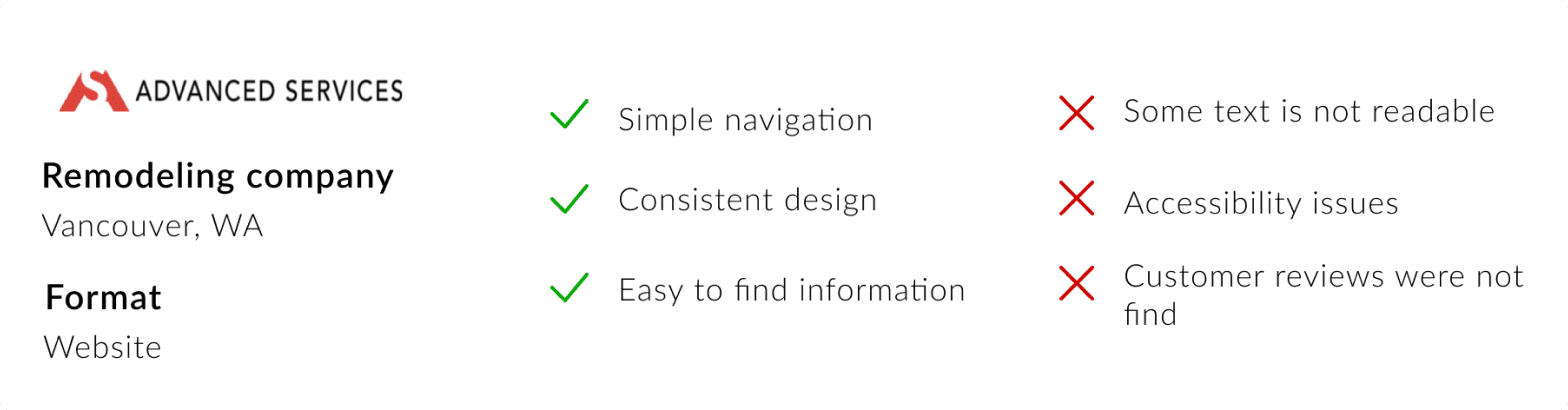 ADVANCED SERVICES
Remodeling company
Vancouver, WA
Format
Website
Simple navigation
Consistent design
Easy to find information
Some text is not readable
Accessibility issues
Customer reviews were not
find